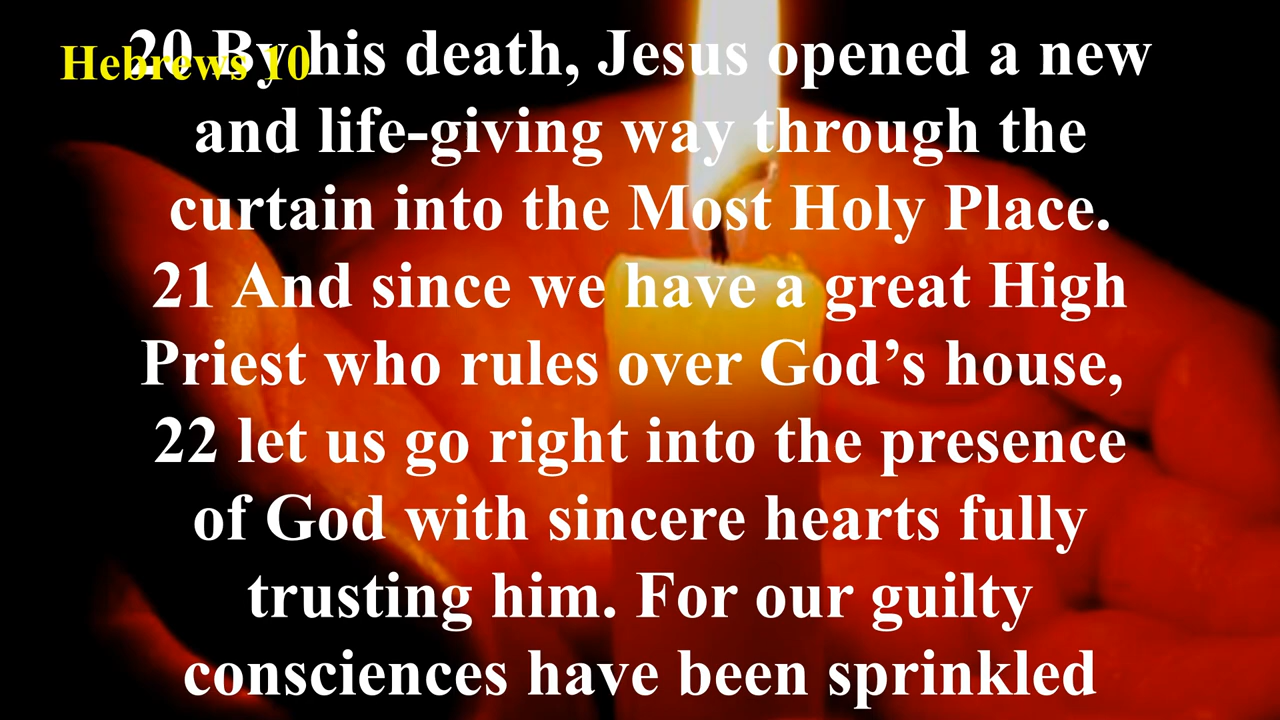 Hebrews 10
20 By his death, Jesus opened a new
and life-giving way through the
curtain into the Most Holy Place.
21 And since we have a great High
Priest who rules over God’s house,
22 let us go right into the presence
of God with sincere hearts fully
trusting him. For our guilty
consciences have been sprinkled